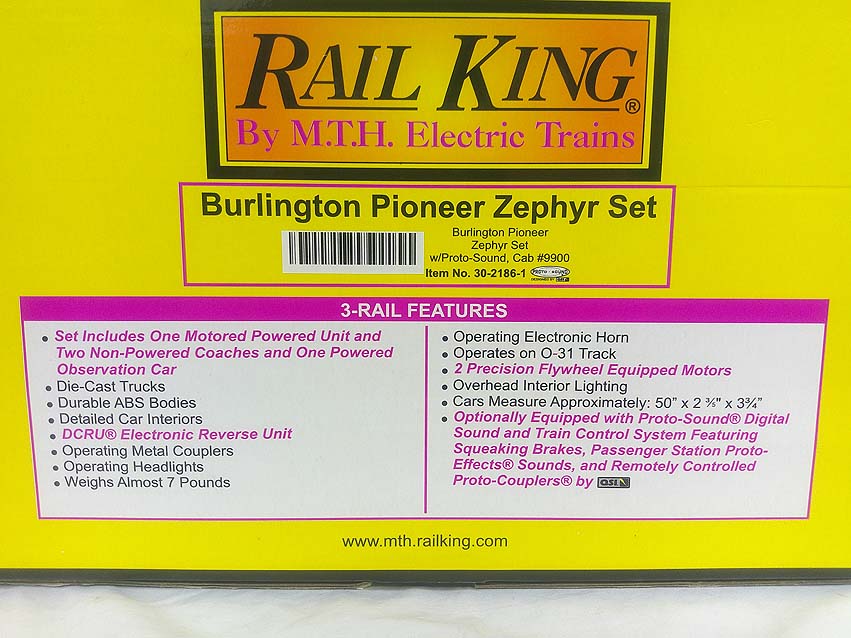 RAIL KING®
By M.T.H. Electric Trains
Burlington Pioneer Zephyr Set
Burlington Pioneer
Zephyr Set
w/Proto-Sound, Cab #9900
Item No. 30-2186-1
PROTO-SOUND
3-RAIL FEATURES
• Set Includes One Motored Powered Unit and
Two Non-Powered Coaches and One Powered
Observation Car
• Die-Cast Trucks
• Durable ABS Bodies
• Detailed Car Interiors
• DCRU® Electronic Reverse Unit
• Operating Metal Couplers
• Operating Headlights
• Weighs Almost 7 Pounds
• Operating Electronic Horn
• Operates on O-31 Track
• 2 Precision Flywheel Equipped Motors
• Overhead Interior Lighting
• Cars Measure Approximately: 50" x 2 ⅜" x 3¾"
• Optionally Equipped with Proto-Sound® Digital
Sound and Train Control System Featuring
Squeaking Brakes, Passenger Station Proto-
Effects® Sounds, and Remotely Controlled
Proto-Couplers® by
www.mth.railking.com